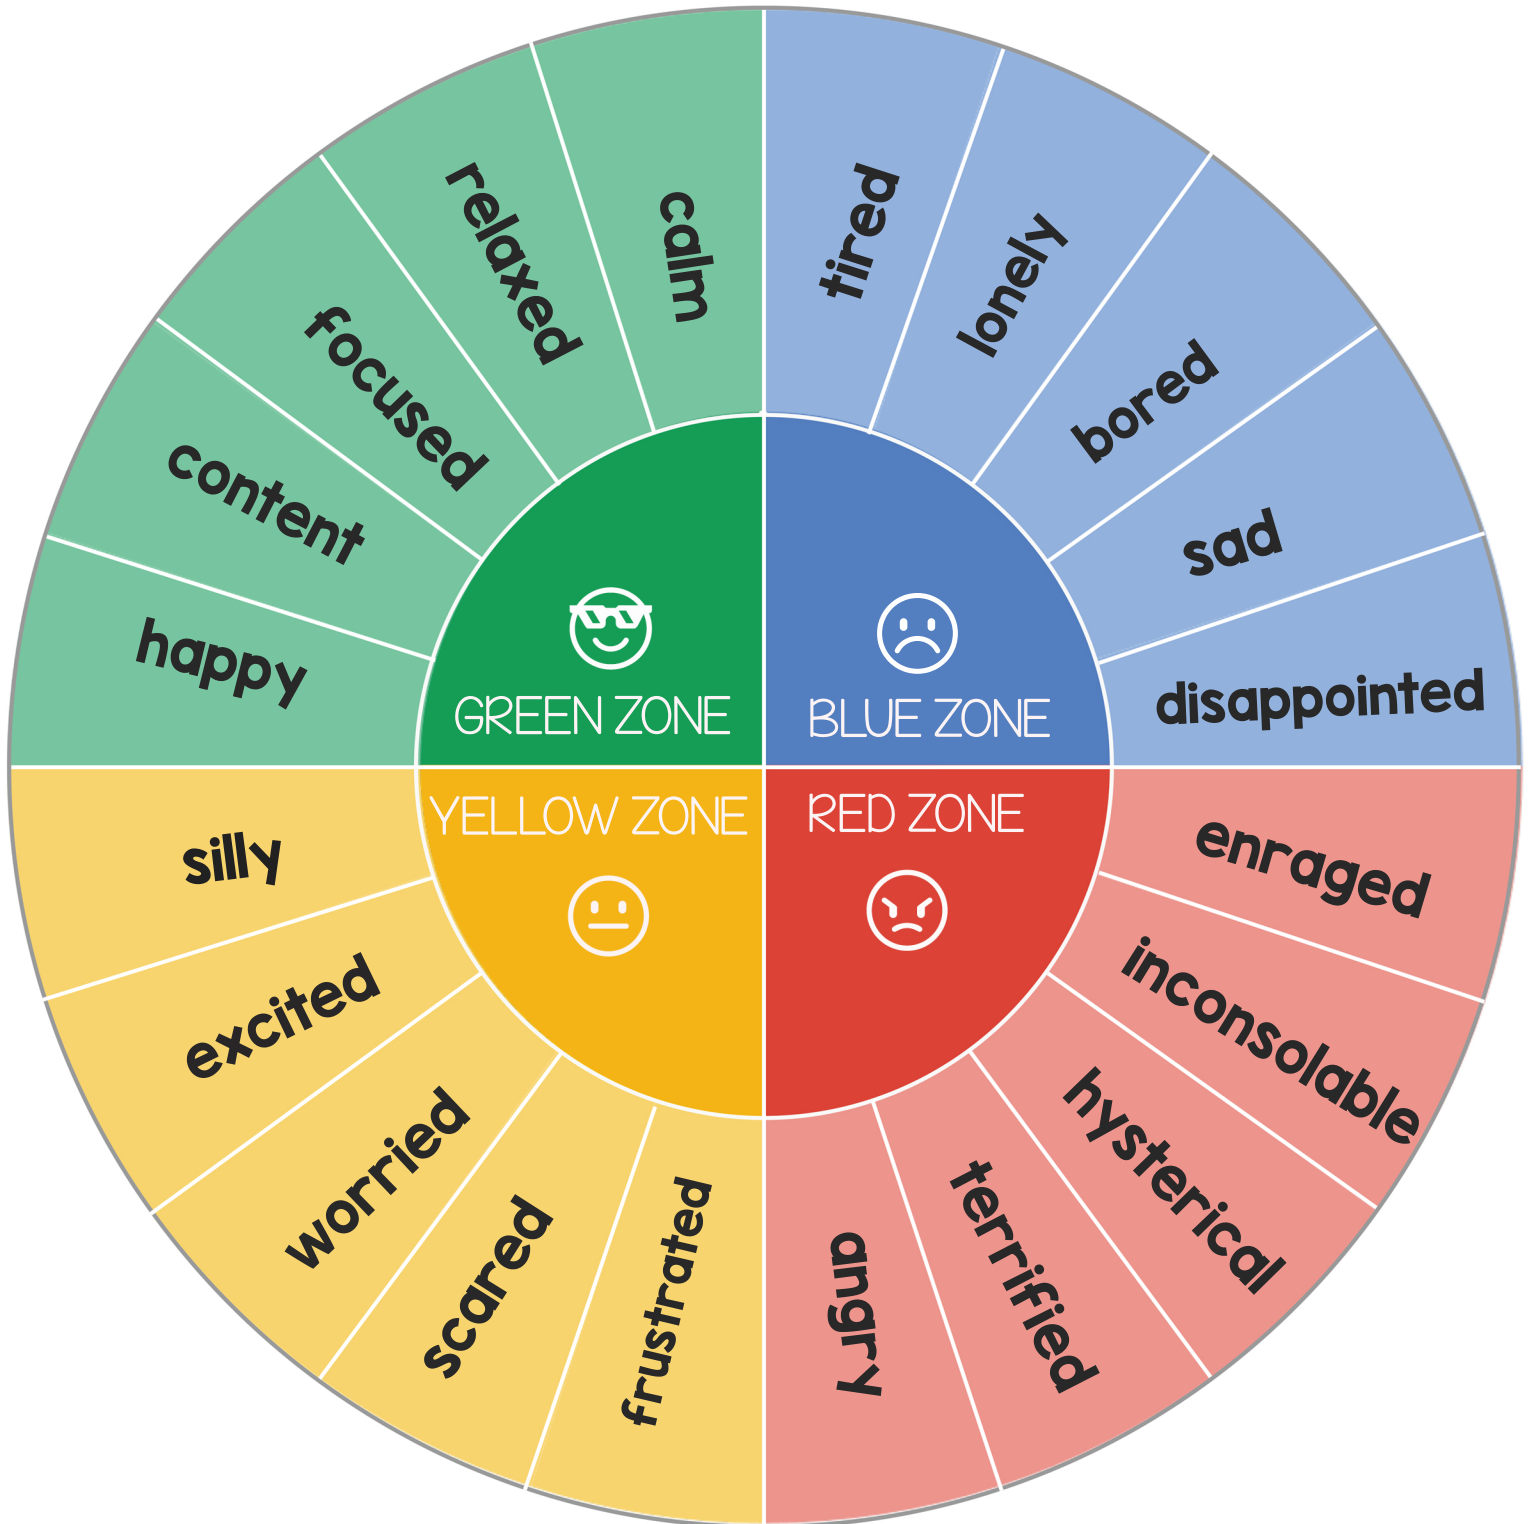 calm
relaxed
focused
content
happy
GREEN ZONE
tired
lonely
bored
sad
disappointed
BLUE ZONE
YELLOW ZONE
silly
excited
worried
scared
frustrated
RED ZONE
enraged
inconsolable
hysterical
terrified
angry